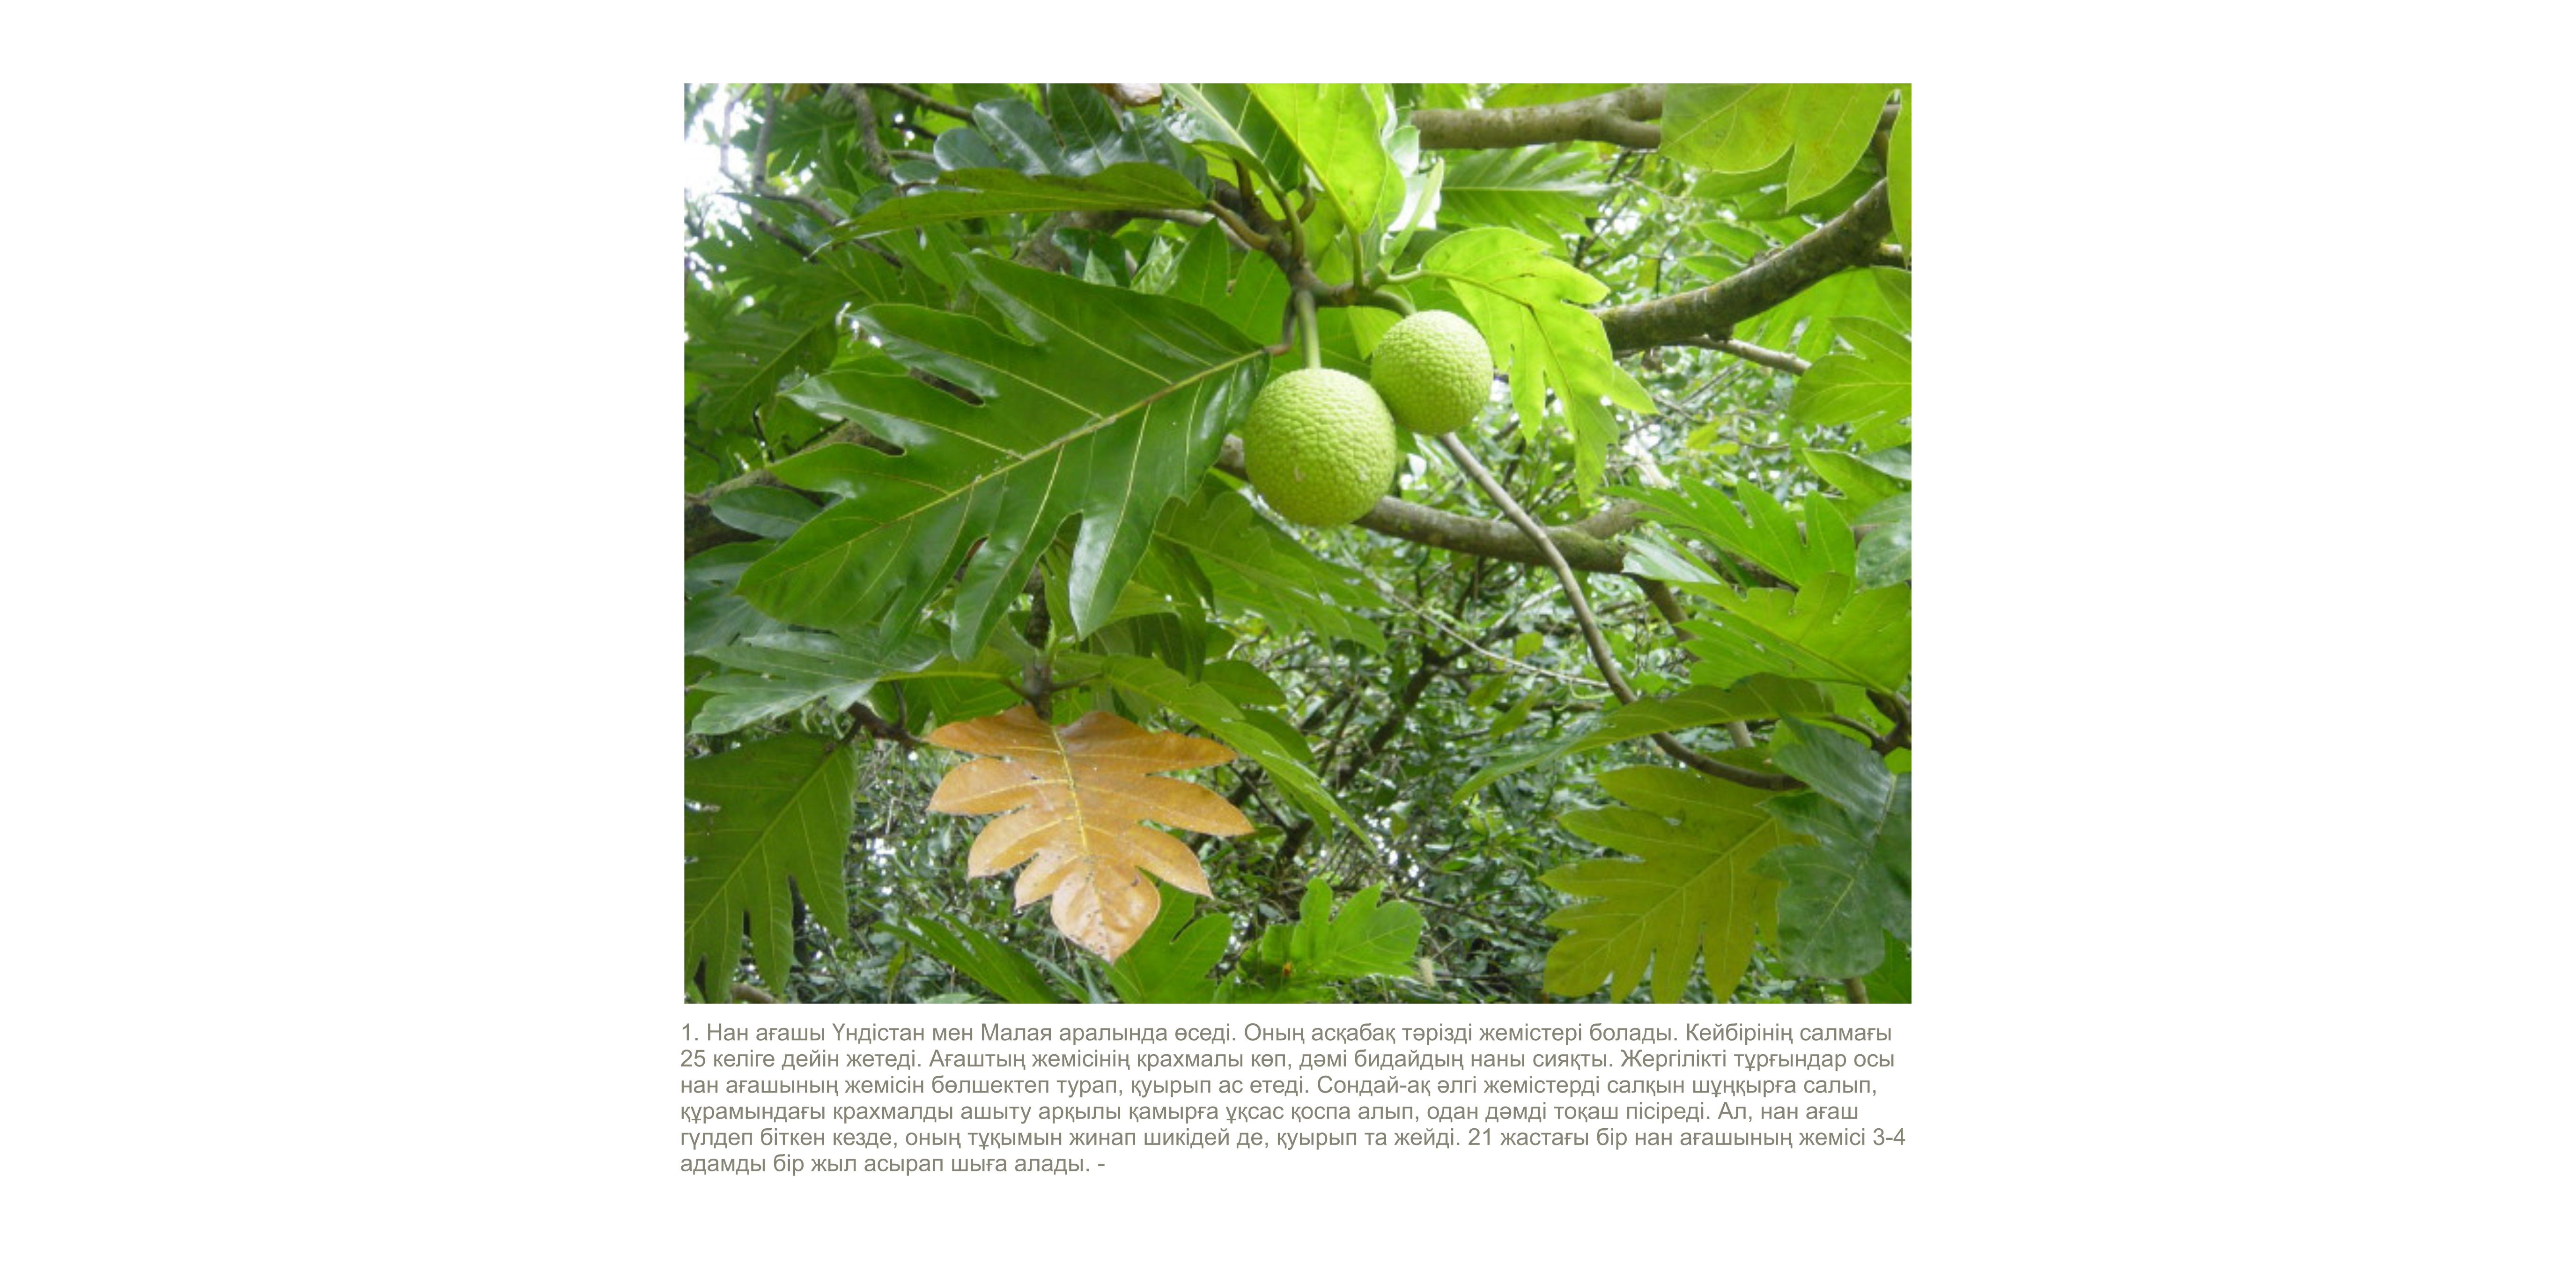 1. Нан ағашы Үндістан мен Малая аралында өседі. Оның асқабақ тәрізді жемістері болады. Кейбірінің салмағы
25 келіге дейін жетеді. Ағаштың жемісінің крахмалы көп, дәмі бидайдың наны сияқты. Жергілікті тұрғындар осы
нан ағашының жемісін бөлшектеп турап, қуырып ас етеді. Сондай-ақ әлгі жемістерді салқын шұңқырға салып,
құрамындағы крахмалды ашыту арқылы қамырға ұқсас қоспа алып, одан дәмді тоқаш пісіреді. Ал, нан ағаш
гүлдеп біткен кезде, оның тұқымын жинап шикідей де, қуырып та жейді. 21 жастағы бір нан ағашының жемісі 3-4
адамды бір жыл асырап шыға алады. -